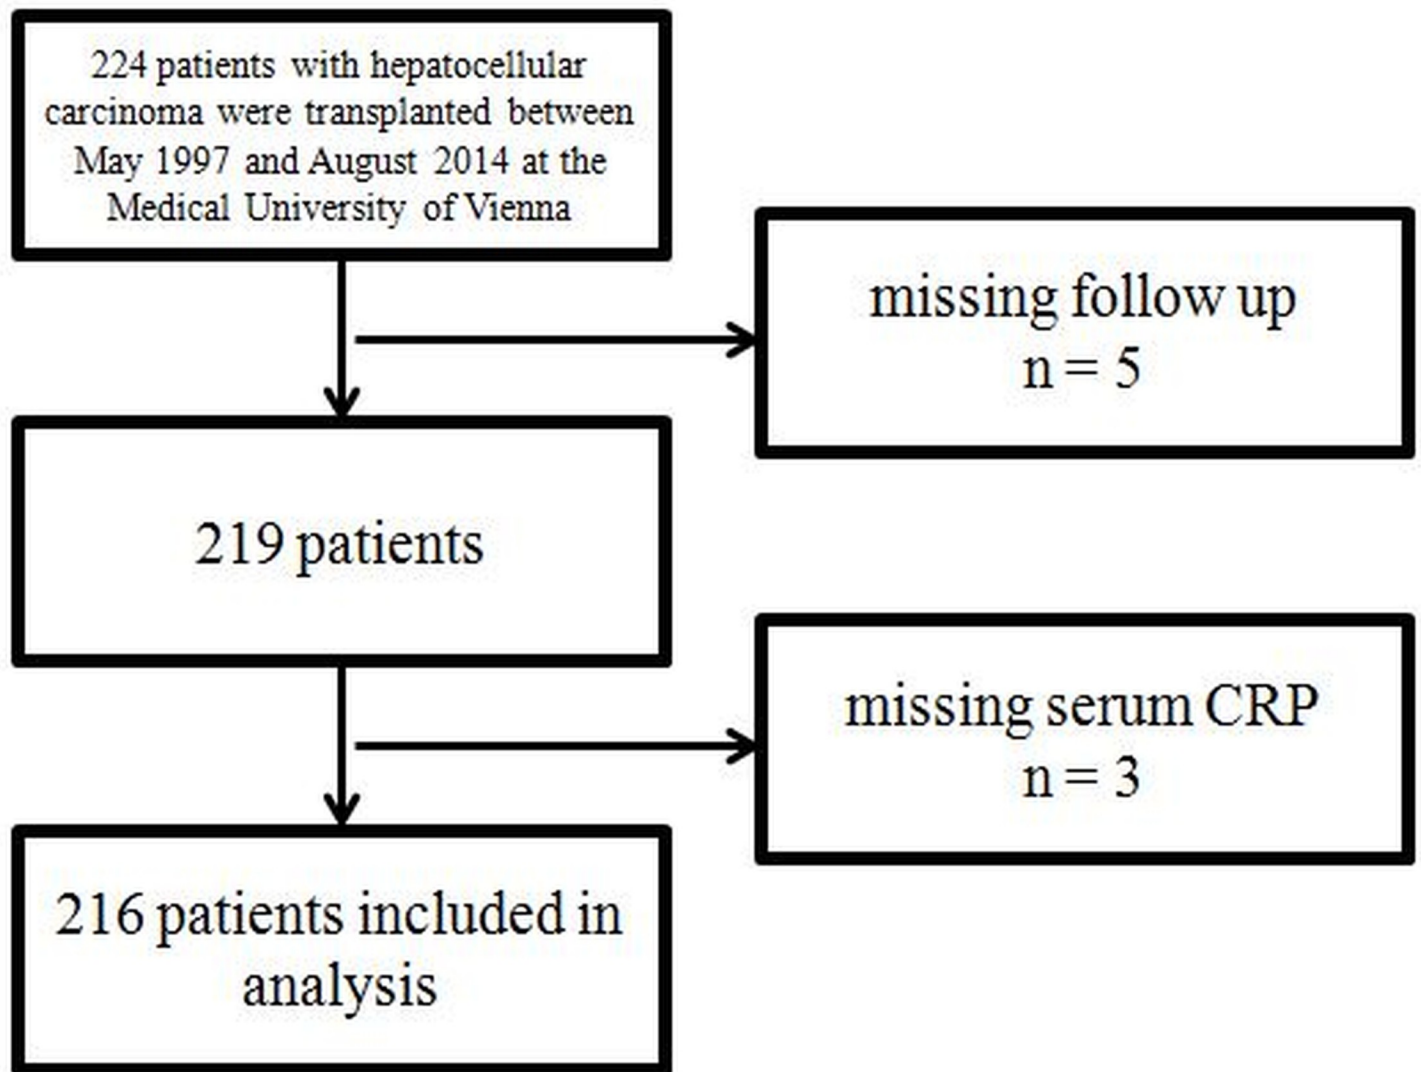 224 patients with hepatocellular
carcinoma were transplanted between
May 1997 and August 2014 at the
Medical University of Vienna
missing follow up
n = 5
219 patients
missing serum CRP
n = 3
216 patients included in
analysis